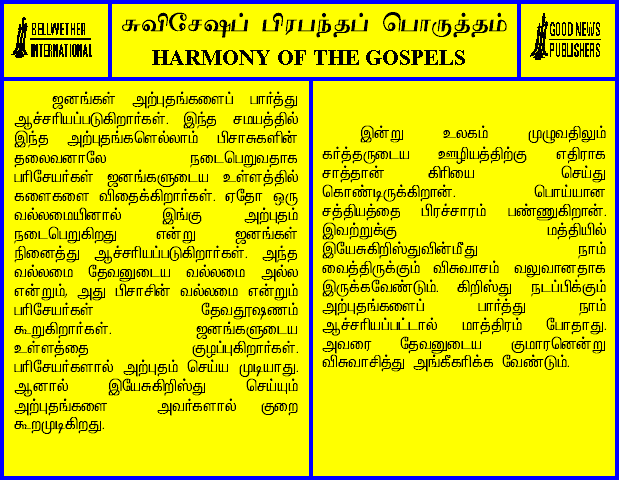 BELLWETHER
INTERNATIONAL
சுவிசேஷப் பிரபந்தப் பொருத்தம்
HARMONY OF THE GOSPELS
GOOD NEWS
PUBLISHERS
ஜனங்கள் அற்புதங்களைப் பார்த்து
ஆச்சரியப்படுகிறார்கள். இந்த சமயத்தில்
இந்த அற்புதங்களெல்லாம் பிசாசுகளின்
தலைவனாலே நடைபெறுவதாக
பரிசேயர்கள் ஜனங்களுடைய உள்ளத்தில்
களைகளை விதைக்கிறார்கள். ஏதோ ஒரு
வல்லமையினால் இங்கு அற்புதம்
நடைபெறுகிறது என்று ஜனங்கள்
நினைத்து ஆச்சரியப்படுகிறார்கள். அந்த
வல்லமை தேவனுடைய வல்லமை அல்ல
என்றும், அது பிசாசின் வல்லமை என்றும்
பரிசேயர்கள் தேவதூஷணம்
கூறுகிறார்கள். ஜனங்களுடைய
உள்ளத்தை குழப்புகிறார்கள்.
பரிசேயர்களால் அற்புதம் செய்ய முடியாது.
ஆனால் இயேசுகிறிஸ்து செய்யும்
அற்புதங்களை அவர்களால் குறை
கூறமுடிகிறது.
இன்று உலகம் முழுவதிலும்
கர்த்தருடைய ஊழியத்திற்கு எதிராக
சாத்தான் கிரியை செய்து
கொண்டிருக்கிறான். பொய்யான
சத்தியத்தை பிரச்சாரம் பண்ணுகிறான்.
இவற்றுக்கு மத்தியில்
இயேசுகிறிஸ்துவின்மீது நாம்
வைத்திருக்கும் விசுவாசம் வலுவானதாக
இருக்கவேண்டும். கிறிஸ்து நடப்பிக்கும்
அற்புதங்களைப் பார்த்து நாம்
ஆச்சரியப்பட்டால் மாத்திரம் போதாது.
அவரை தேவனுடைய குமாரனென்று
விசுவாசித்து அங்கீகரிக்க வேண்டும்.